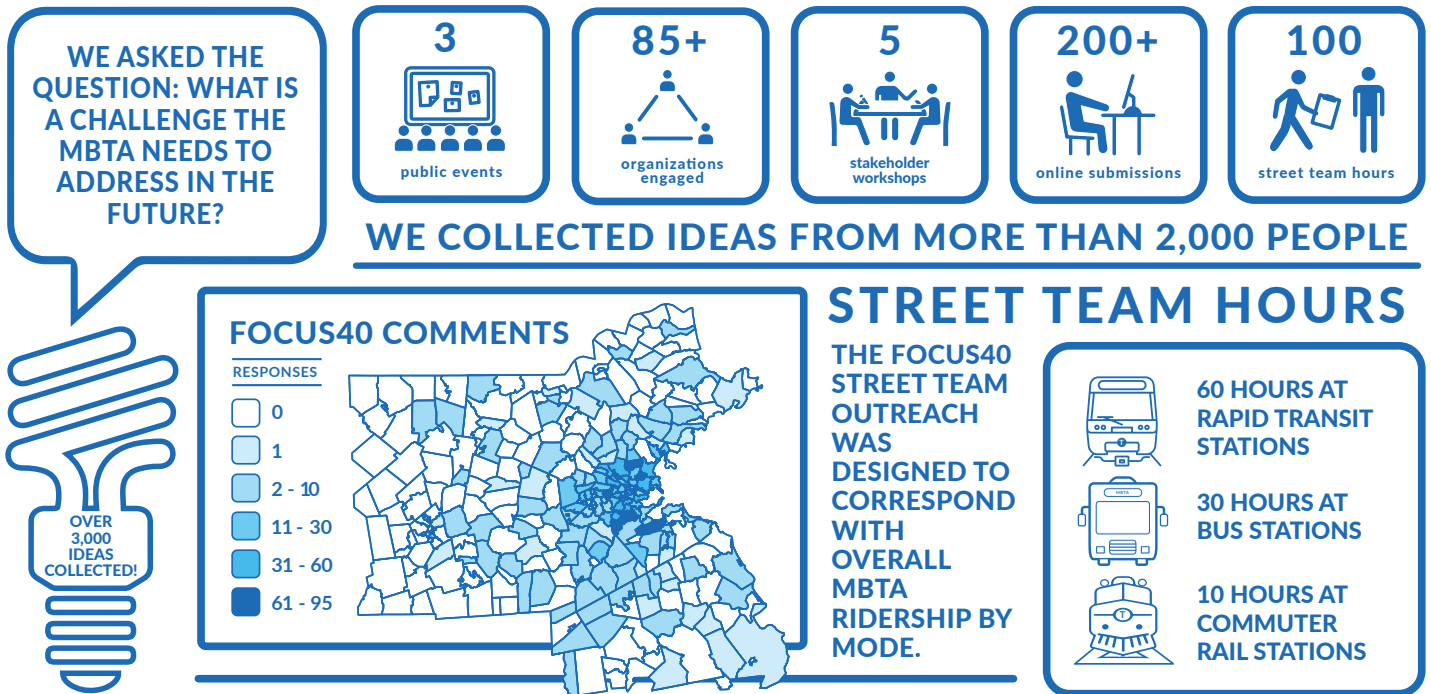 WE ASKED THE
QUESTION: WHAT IS
A CHALLENGE THE
MBTA NEEDS TO
ADDRESS IN THE
FUTURE?
3
public events
85+
organizations
engaged
5
stakeholder
workshops
200+
online submissions
100
street team hours
WE COLLECTED IDEAS FROM MORE THAN 2,000 PEOPLE
OVER
3,000
IDEAS
COLLECTED!
FOCUS40 COMMENTS
RESPONSES
0
1
2 - 10
11 - 30
31 - 60
61 - 95
STREET TEAM HOURS
THE FOCUS40
STREET TEAM
OUTREACH
WAS
DESIGNED TO
CORRESPOND
WITH
OVERALL
MBTA
RIDERSHIP BY
MODE.
T
60 HOURS AT
RAPID TRANSIT
STATIONS
MBTA
30 HOURS AT
BUS STATIONS
T
10 HOURS AT
COMMUTER
RAIL STATIONS